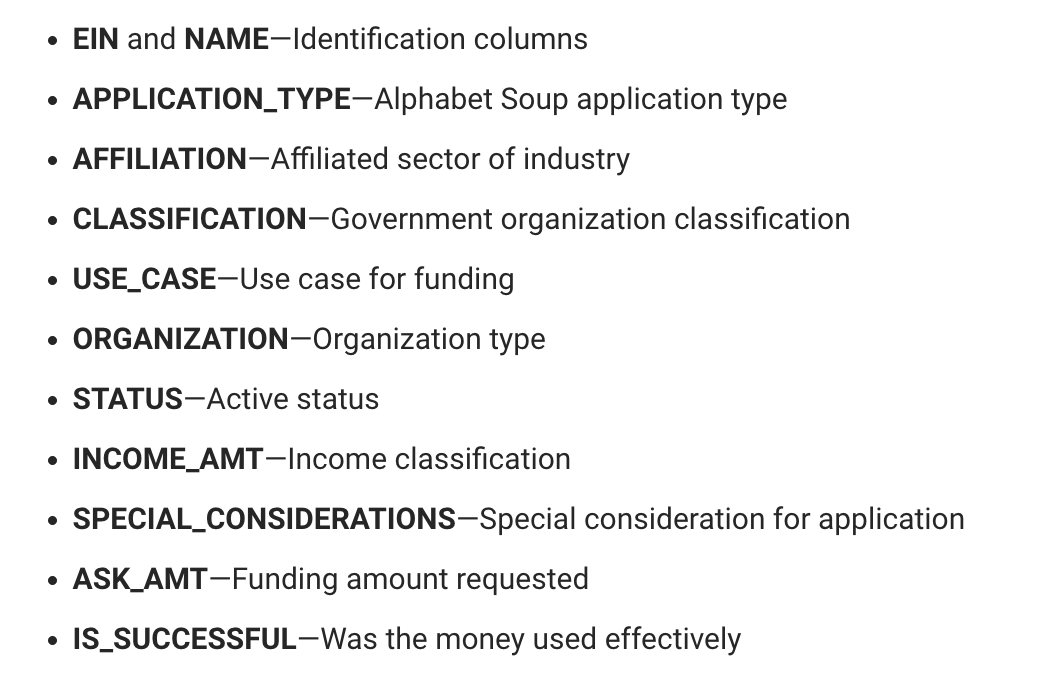 • EIN and NAME—Identification columns
• APPLICATION_TYPE—Alphabet Soup application type
• AFFILIATION—Affiliated sector of industry
• CLASSIFICATION—Government organization classification
• USE_CASE—Use case for funding
• ORGANIZATION—Organization type
• STATUS—Active status
• INCOME_AMT—Income classification
• SPECIAL_CONSIDERATIONS—Special consideration for application
• ASK_AMT—Funding amount requested
• IS_SUCCESSFUL—Was the money used effectively